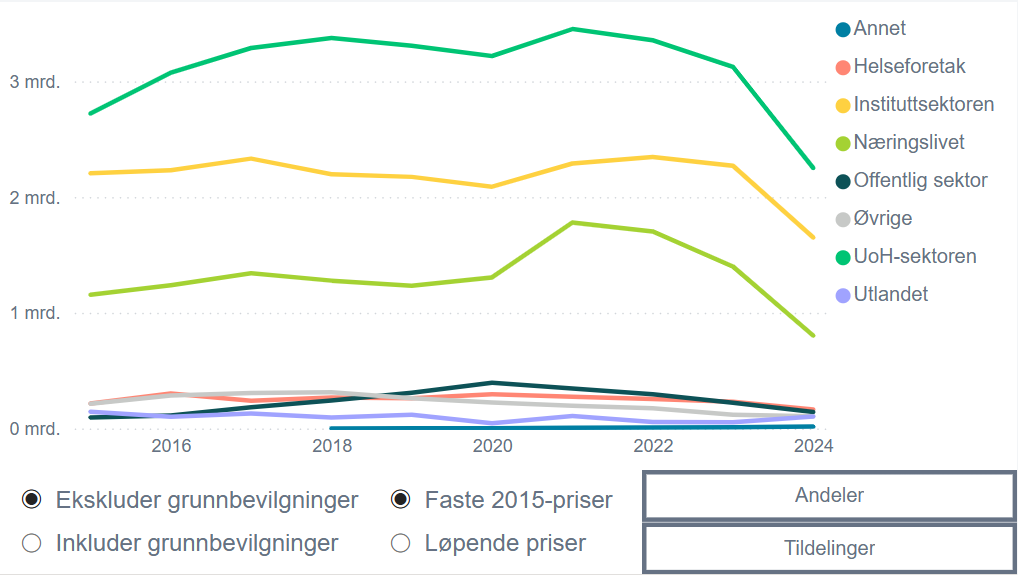 3 mrd.
2 mrd.
1 mrd.
0 mrd.
2016 2018 2020 2022 2024
Annet
Helseforetak
Instituttsektoren
Næringslivet
Offentlig sektor
Øvrige
UoH-sektoren
Utlandet
Ekskluder grunnbevilgninger
Inkluder grunnbevilgninger
Faste 2015-priser
Løpende priser
Andeler
Tildelinger